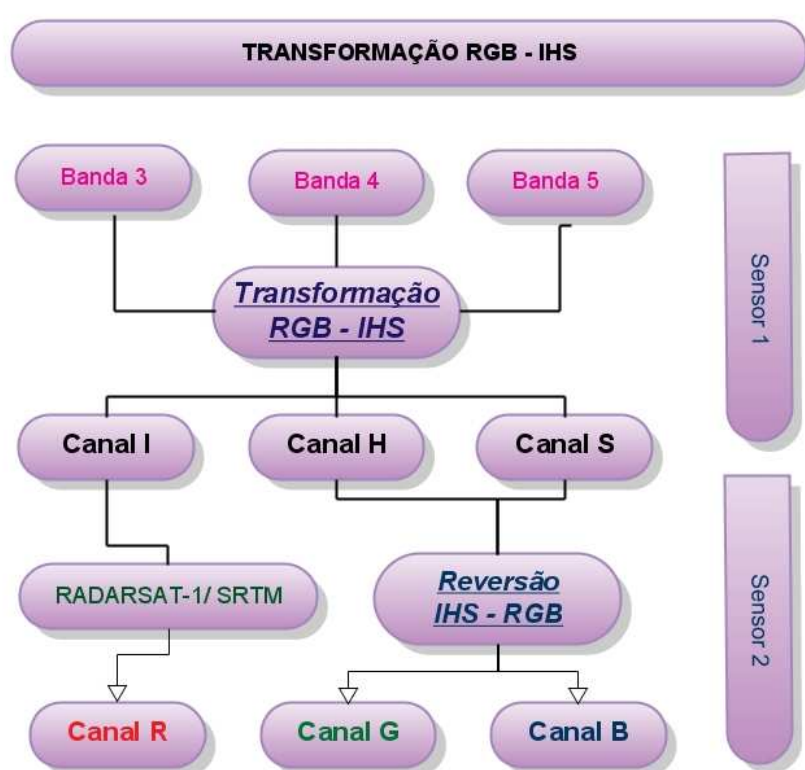 TRANSFORMAÇÃO RGB - IHS
Banda 3
Banda 4
Banda 5
Transformação
RGB - IHS
Sensor 1
Canal I
Canal H
Canal S
RADARSAT-1/ SRTM
Reversão
IHS - RGB
Sensor 2
Canal R
Canal G
Canal B